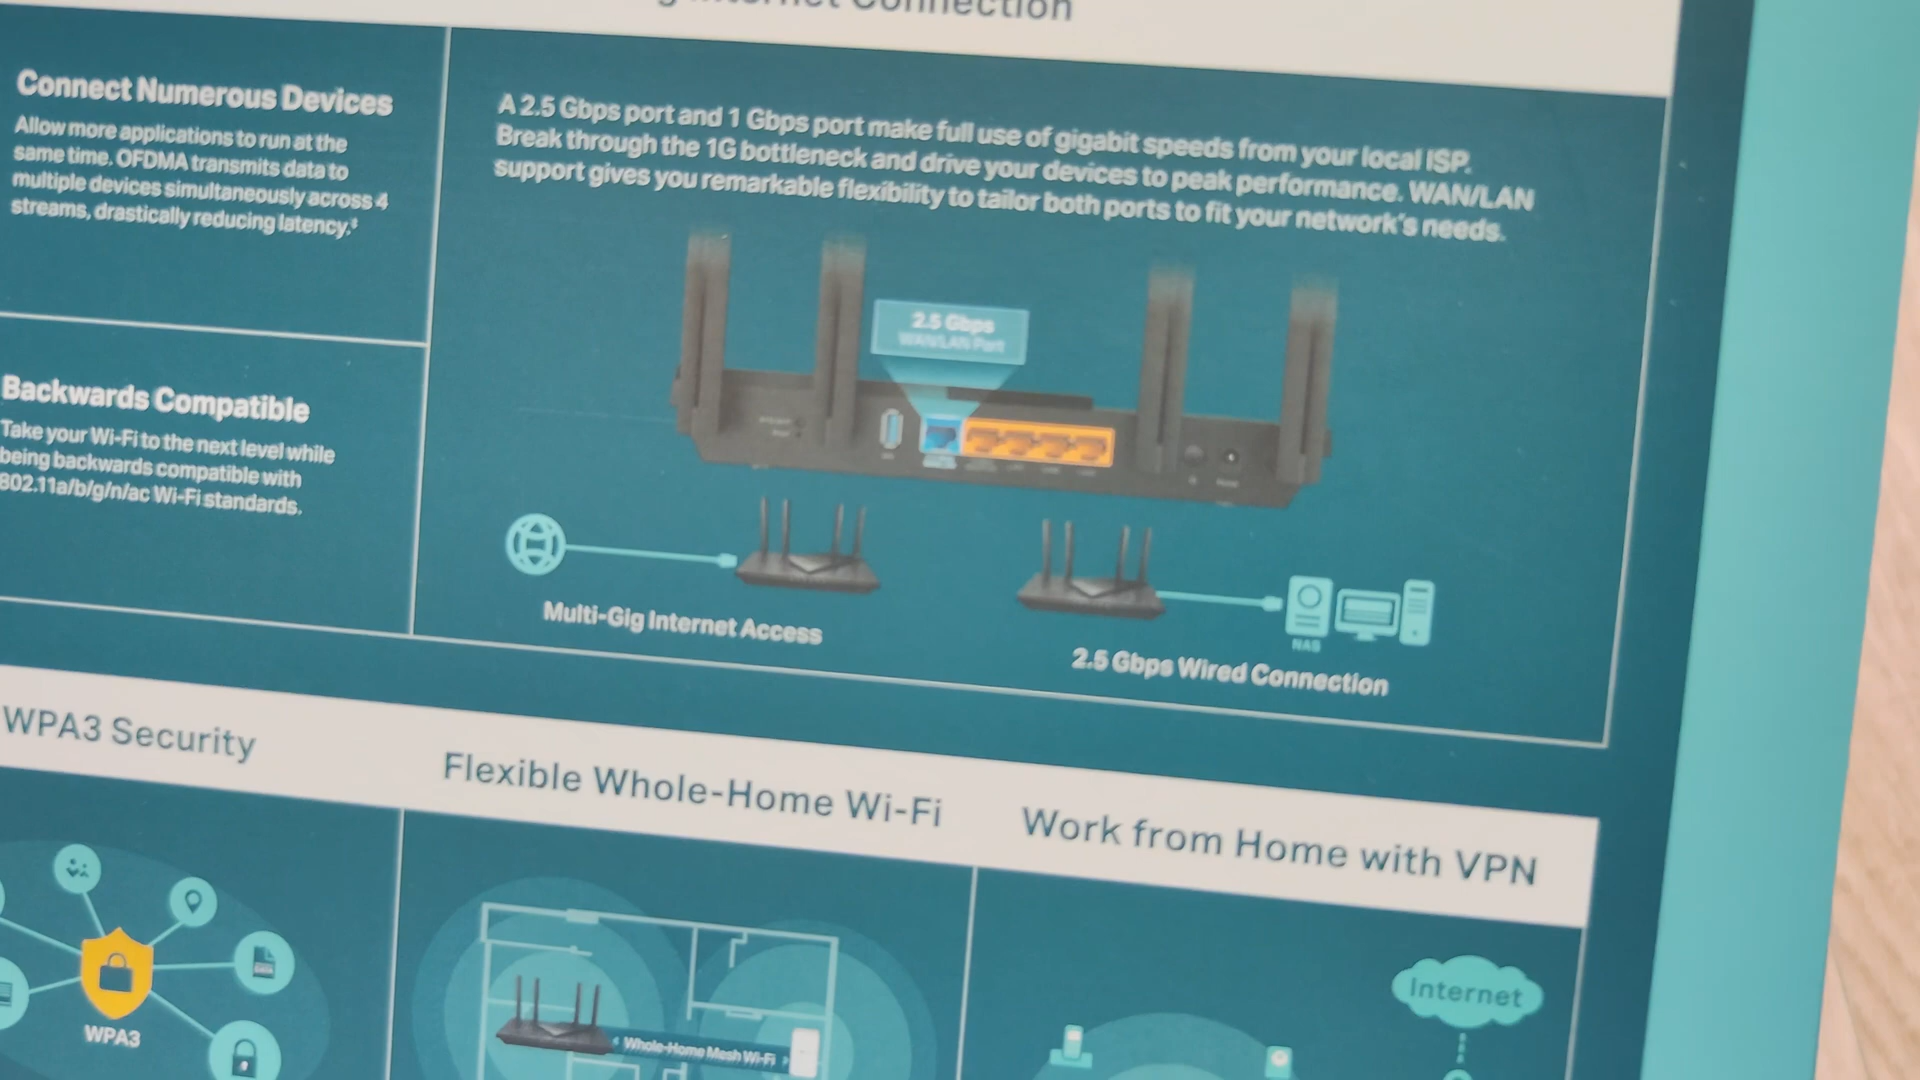 Internet Connection
Connect Numerous Devices
Allow more applications to run at the
same time. OFDMA transmits data to
multiple devices simultaneously across 4
streams, drastically reducing latency.‡
A 2.5 Gbps port and 1 Gbps port make full use of gigabit speeds from your local ISP.
Break through the 1G bottleneck and drive your devices to peak performance. WAN/LAN
support gives you remarkable flexibility to tailor both ports to fit your network's needs.
2.5 Gbps
WAN/LAN Port
Backwards Compatible
Take your Wi-Fi to the next level while
being backwards compatible with
802.11a/b/g/n/ac Wi-Fi standards.
Multi-Gig Internet Access
NAS
2.5 Gbps Wired Connection
WPA3 Security
Flexible Whole-Home Wi-Fi
Work from Home with VPN
DATA
WPA3
Whole-Home Mesh Wi-Fi
Internet